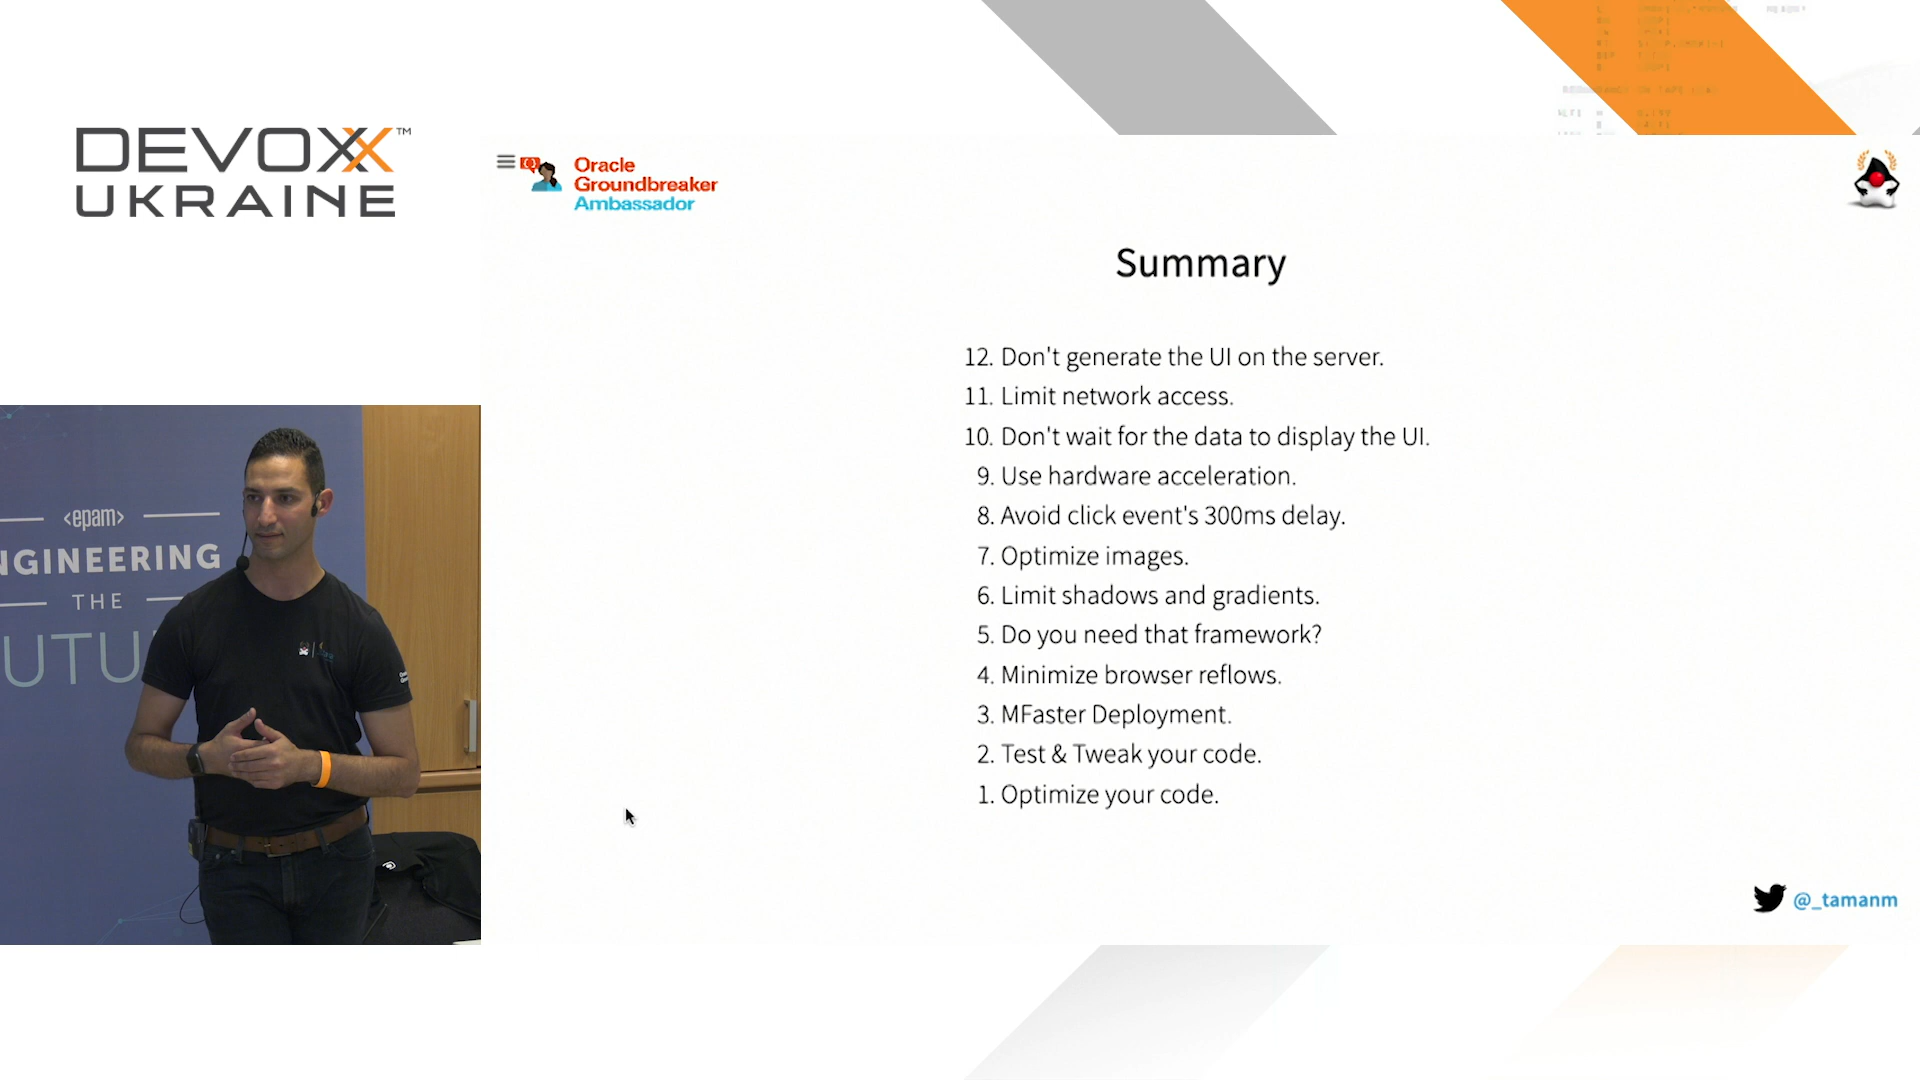 DEVOXX™
UKRAINE
Oracle
Groundbreaker
Ambassador
Summary
12. Don't generate the UI on the server.
11. Limit network access.
10. Don't wait for the data to display the UI.
9. Use hardware acceleration.
8. Avoid click event's 300ms delay.
7. Optimize images.
6. Limit shadows and gradients.
5. Do you need that framework?
4. Minimize browser reflows.
3. MFaster Deployment.
2. Test & Tweak your code.
1. Optimize your code.
@_tamanm
<epam>
NGINEERING
THE
UTU